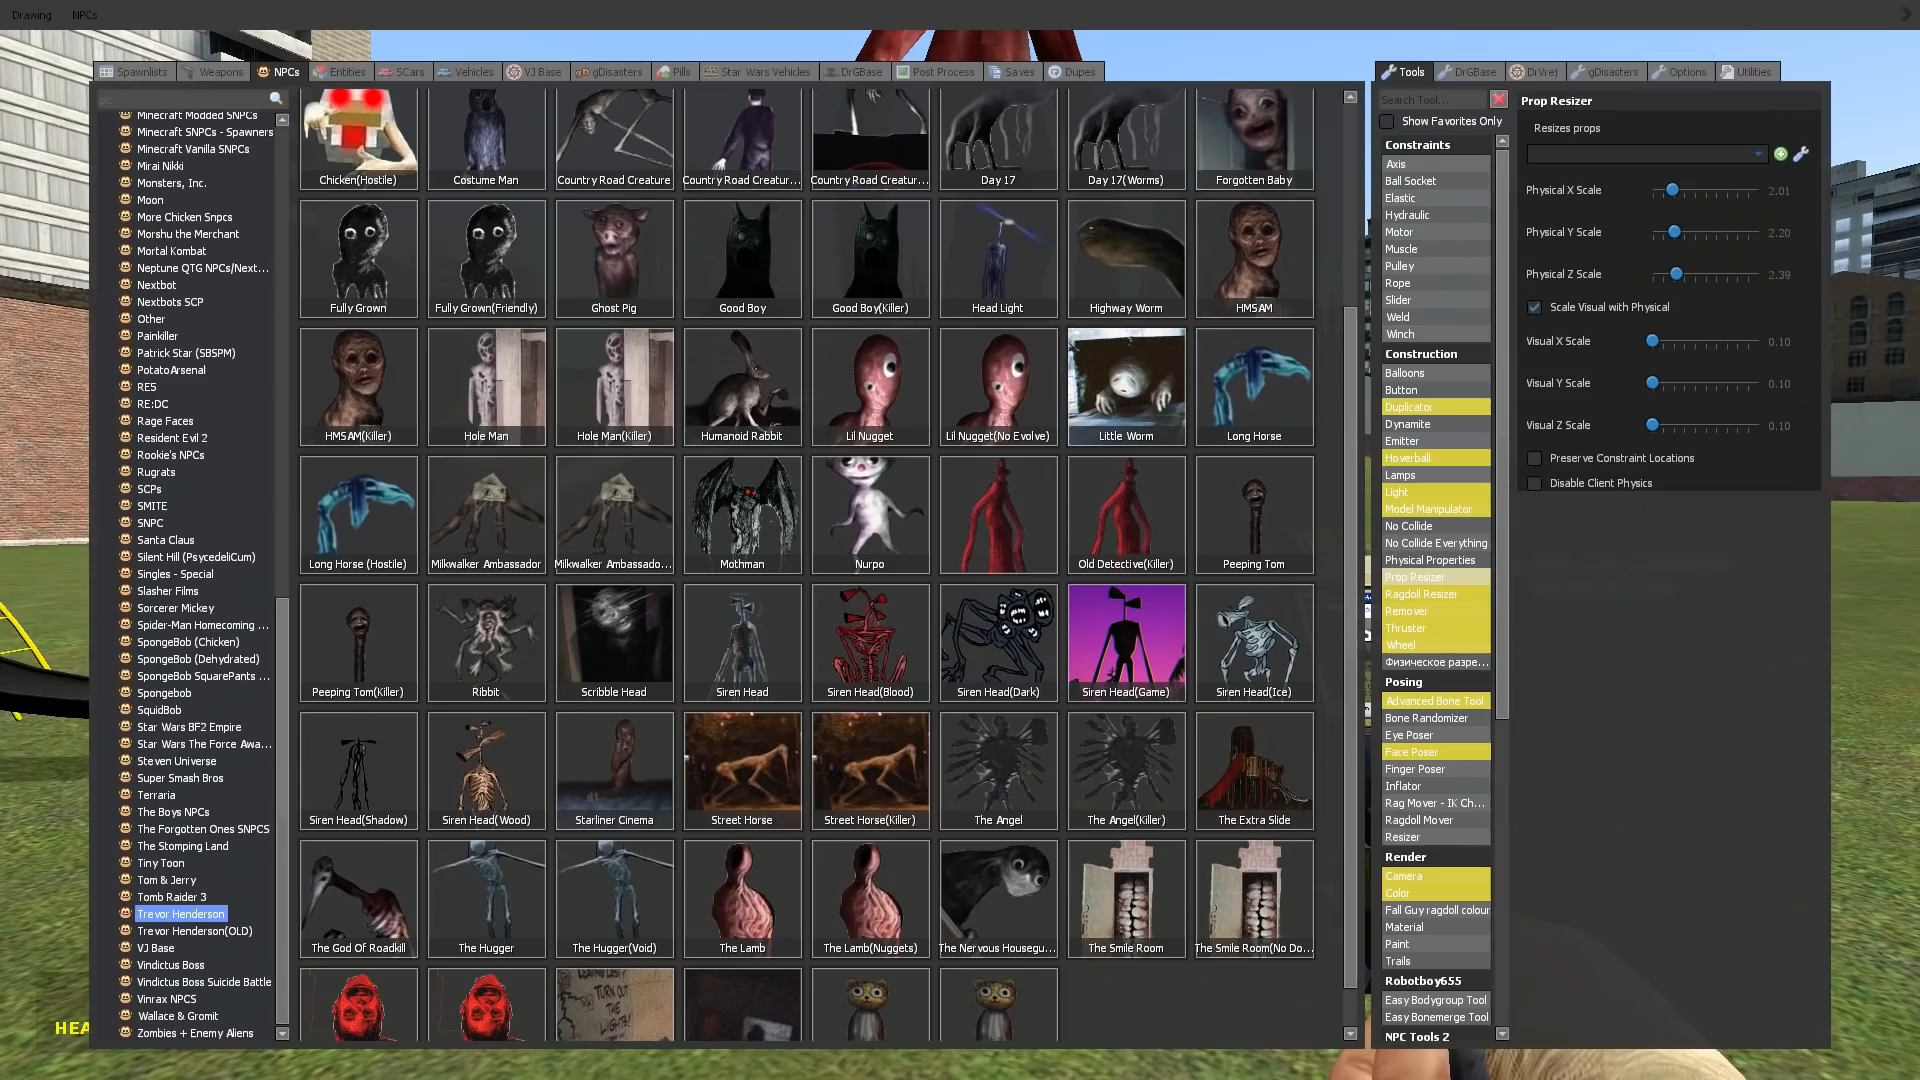 Drawing NPCs
Spawnlists Weapons NPCs Entities SCars Vehicles VJ Base gDisasters Pills Star Wars Vehicles DrGBase Post Process Saves Dupes
Tools DrGBase DrVrej gDisasters Options Utilities
pic
Minecraft Modded SNPCs
Minecraft SNPCs - Spawners
Minecraft Vanilla SNPCs
Mirai Nikki
Monsters, Inc.
Moon
More Chicken Snpcs
Morshu the Merchant
Mortal Kombat
Neptune QTG NPCs/Next...
Nextbot
Nextbots SCP
Other
Painkiller
Patrick Star (SBSPM)
PotatoArsenal
RE5
RE:DC
Rage Faces
Resident Evil 2
Rookie's NPCs
Rugrats
SCPs
SMITE
SNPC
Santa Claus
Silent Hill (PsycedeliCum)
Singles - Special
Slasher Films
Sorcerer Mickey
Spider-Man Homecoming ...
SpongeBob (Chicken)
SpongeBob (Dehydrated)
SpongeBob SquarePants ...
Spongebob
SquidBob
Star Wars BF2 Empire
Star Wars The Force Awa...
Steven Universe
Super Smash Bros
Terraria
The Boys NPCs
The Forgotten Ones SNPCS
The Stomping Land
Tiny Toon
Tom & Jerry
Tomb Raider 3
Trevor Henderson
Trevor Henderson(OLD)
VJ Base
Vindictus Boss
Vindictus Boss Suicide Battle
Vinrax NPCS
Wallace & Gromit
Zombies + Enemy Aliens
HEA
Chicken(Hostile) Costume Man Country Road Creature Country Road Creatur... Country Road Creatur... Day 17 Day 17(Worms) Forgotten Baby
Fully Grown Fully Grown(Friendly) Ghost Pig Good Boy Good Boy(Killer) Head Light Highway Worm HMSAM
HMSAM(Killer) Hole Man Hole Man(Killer) Humanoid Rabbit Lil Nugget Lil Nugget(No Evolve) Little Worm Long Horse
Long Horse (Hostile) Milkwalker Ambassador Milkwalker Ambassado... Mothman Nurpo Old Detective(Killer) Peeping Tom
Peeping Tom(Killer) Ribbit Scribble Head Siren Head Siren Head(Blood) Siren Head(Dark) Siren Head(Game) Siren Head(Ice)
Siren Head(Shadow) Siren Head(Wood) Starliner Cinema Street Horse Street Horse(Killer) The Angel The Angel(Killer) The Extra Slide
The God Of Roadkill The Hugger The Hugger(Void) The Lamb The Lamb(Nuggets) The Nervous Housegu... The Smile Room The Smile Room(No Do...
TURN
OUT
THE
LIGHTS!
Search Tool...
Show Favorites Only
Constraints
Axis
Ball Socket
Elastic
Hydraulic
Motor
Muscle
Pulley
Rope
Slider
Weld
Winch
Construction
Balloons
Button
Duplicator
Dynamite
Emitter
Hoverball
Lamps
Light
Model Manipulator
No Collide
No Collide Everything
Physical Properties
Prop Resizer
Ragdoll Resizer
Remover
Thruster
Wheel
Физическое разре...
Posing
Advanced Bone Tool
Bone Randomizer
Eye Poser
Face Poser
Finger Poser
Inflator
Rag Mover - IK Ch...
Ragdoll Mover
Resizer
Render
Camera
Color
Fall Guy ragdoll colour
Material
Paint
Trails
Robotboy655
Easy Bodygroup Tool
Easy Bonemerge Tool
NPC Tools 2
Prop Resizer
Resizes props
Physical X Scale 2.01
Physical Y Scale 2.20
Physical Z Scale 2.39
Scale Visual with Physical
Visual X Scale 0.10
Visual Y Scale 0.10
Visual Z Scale 0.10
Preserve Constraint Locations
Disable Client Physics